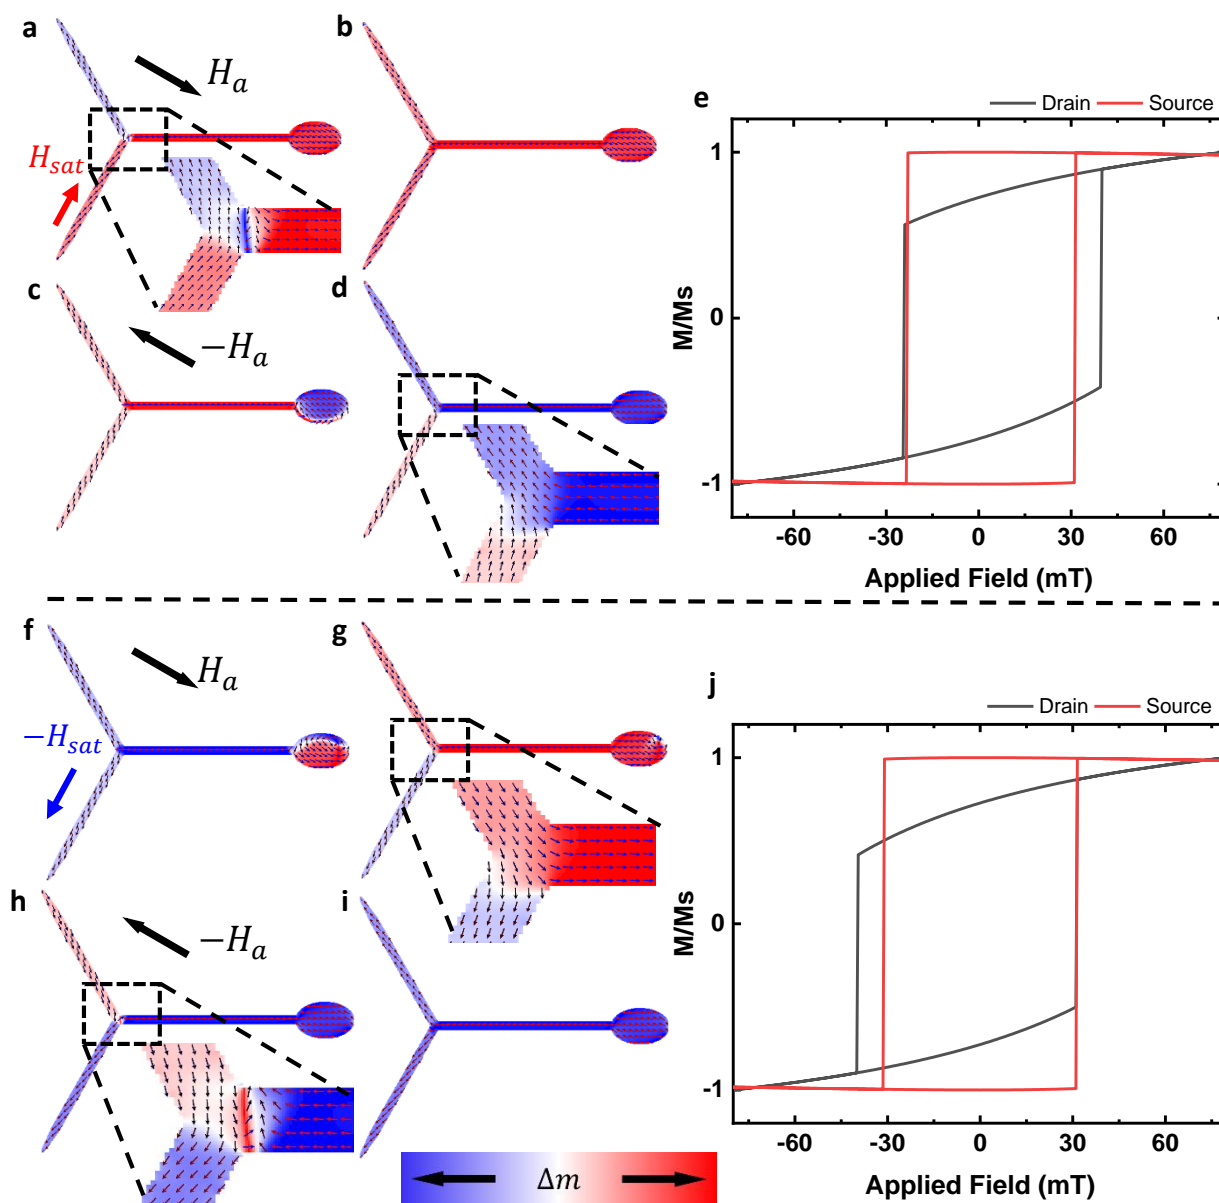 a
H_a
H_sat
b
c
−H_a
d
e
Drain
Source
M/Ms
1
0
-1
-60
-30
0
30
60
Applied Field (mT)
f
H_a
−H_sat
g
h
−H_a
i
Δm
j
Drain
Source
M/Ms
1
0
-1
-60
-30
0
30
60
Applied Field (mT)